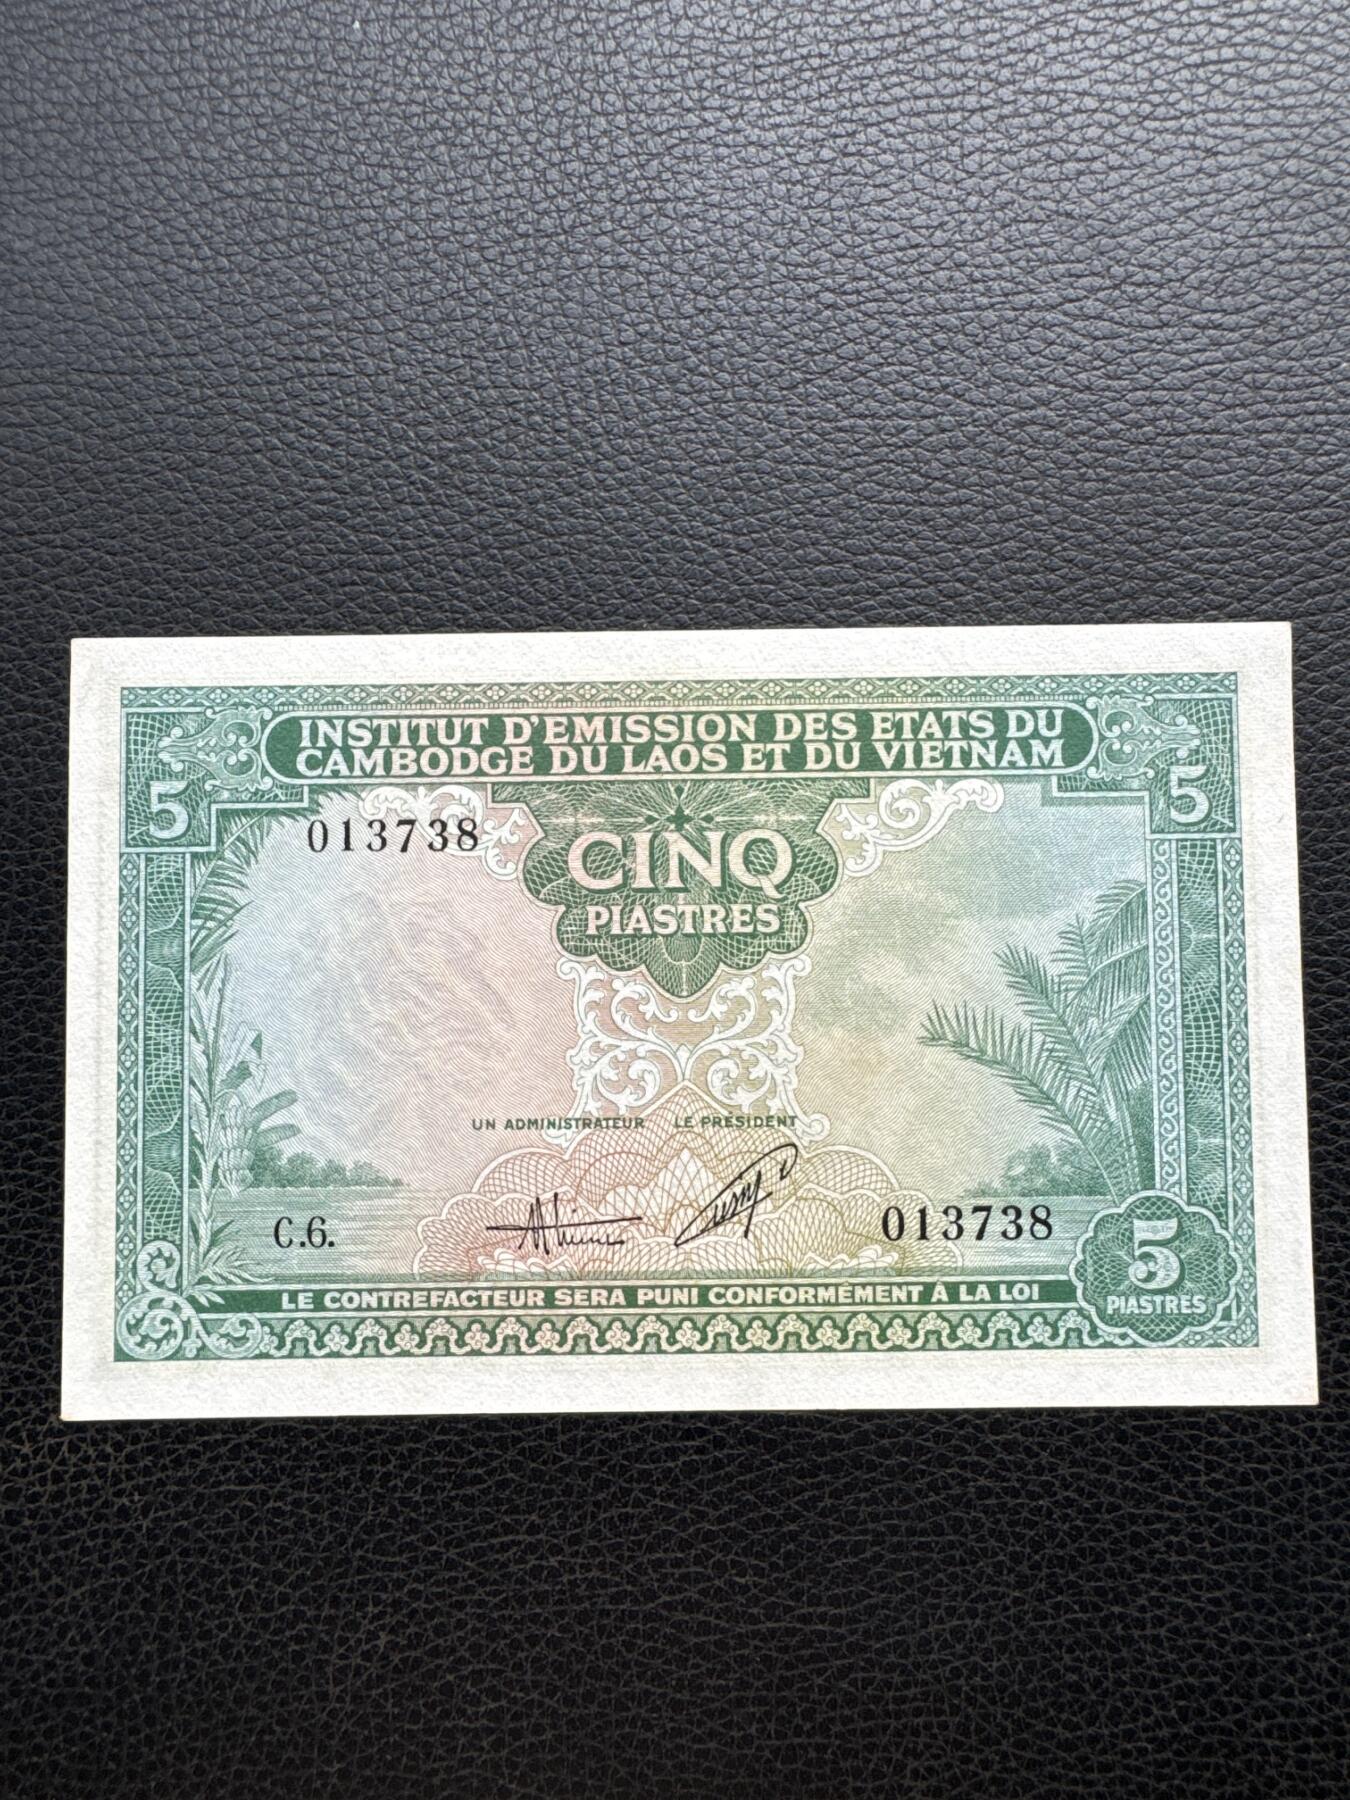 INSTITUT D'EMISSION DES ETATS DU
CAMBODGE DU LAOS ET DU VIETNAM
5
5
013738
CINQ
PIASTRES
UN ADMINISTRATEUR LE PRÉSIDENT
C.6.
013738
5
PIASTRES
LE CONTREFACTEUR SERA PUNI CONFORMÉMENT À LA LOI